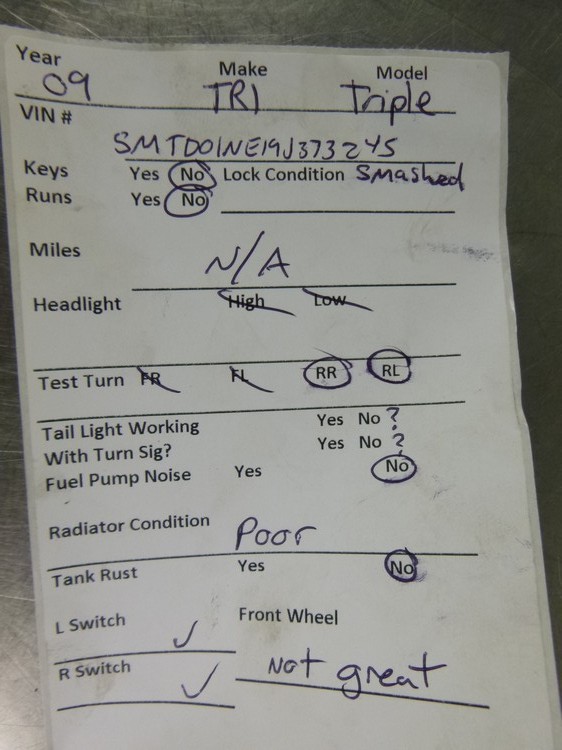 Year Make Model
09 TRI Triple
VIN #
SMTD01NE19J373245
Keys Yes No Lock Condition Smashed
Runs Yes No
Miles N/A
Headlight High Low
Test Turn FR FL RR RL
Tail Light Working Yes No ?
With Turn Sig? Yes No ?
Fuel Pump Noise Yes No
Radiator Condition Poor
Tank Rust Yes No
L Switch ✓ Front Wheel
R Switch ✓ Not great